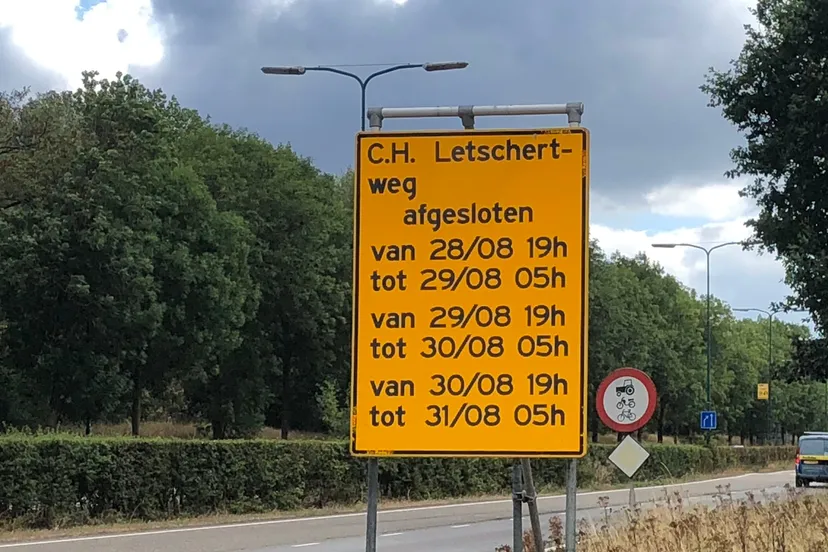 C.H. Letschert-
weg
afgesloten
van 28/08 19h
tot 29/08 05h
van 29/08 19h
tot 30/08 05h
van 30/08 19h
tot 31/08 05h